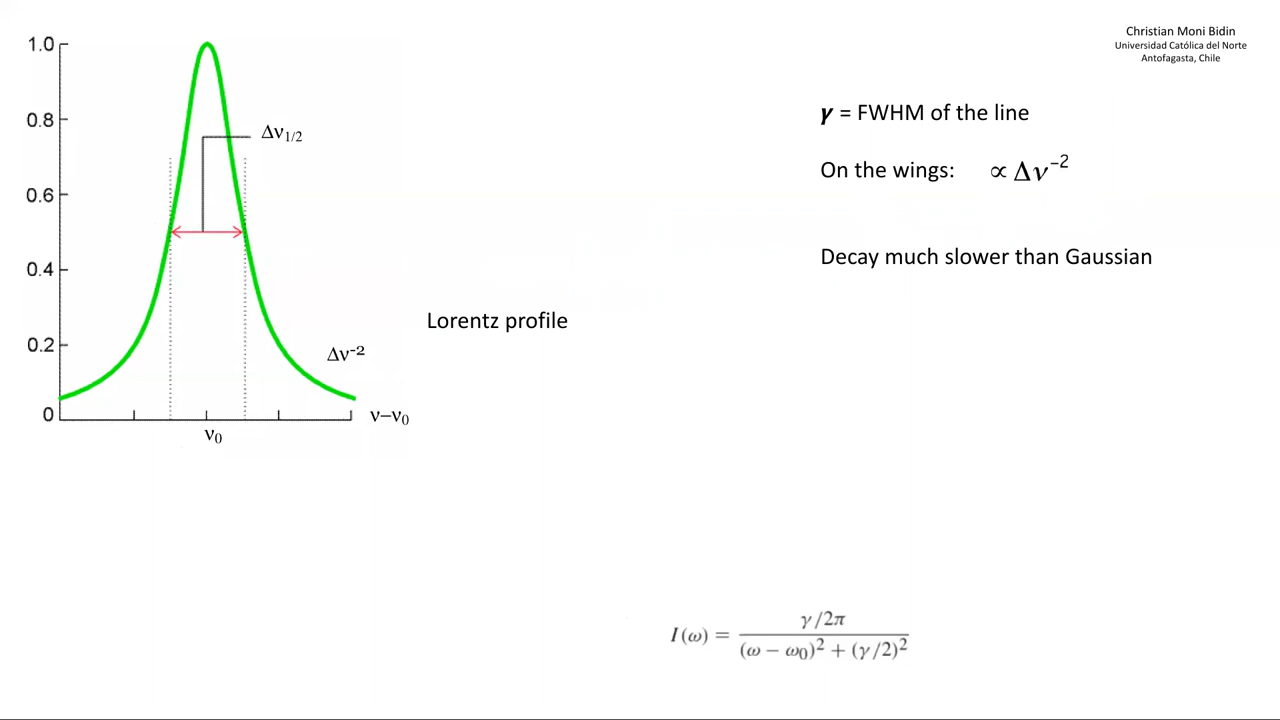 Christian Moni Bidin
Universidad Católica del Norte
Antofagasta, Chile
1.0
0.8
0.6
0.4
0.2
0
Δν1/2
Δν⁻²
ν–ν₀
ν₀
Lorentz profile
γ = FWHM of the line
On the wings: ∝ Δν⁻²
Decay much slower than Gaussian
I(ω) = γ/2π / (ω − ω₀)² + (γ/2)²